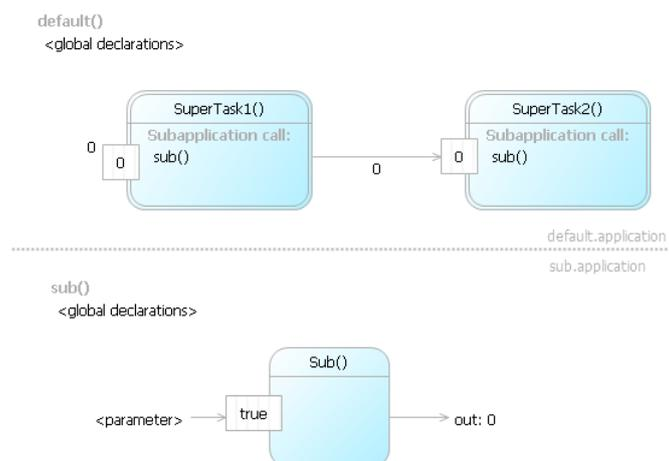 default()
<global declarations>
SuperTask1()
Subapplication call:
sub()
0
0
0
SuperTask2()
Subapplication call:
sub()
0
default.application
sub.application
sub()
<global declarations>
Sub()
<parameter>
true
out: 0